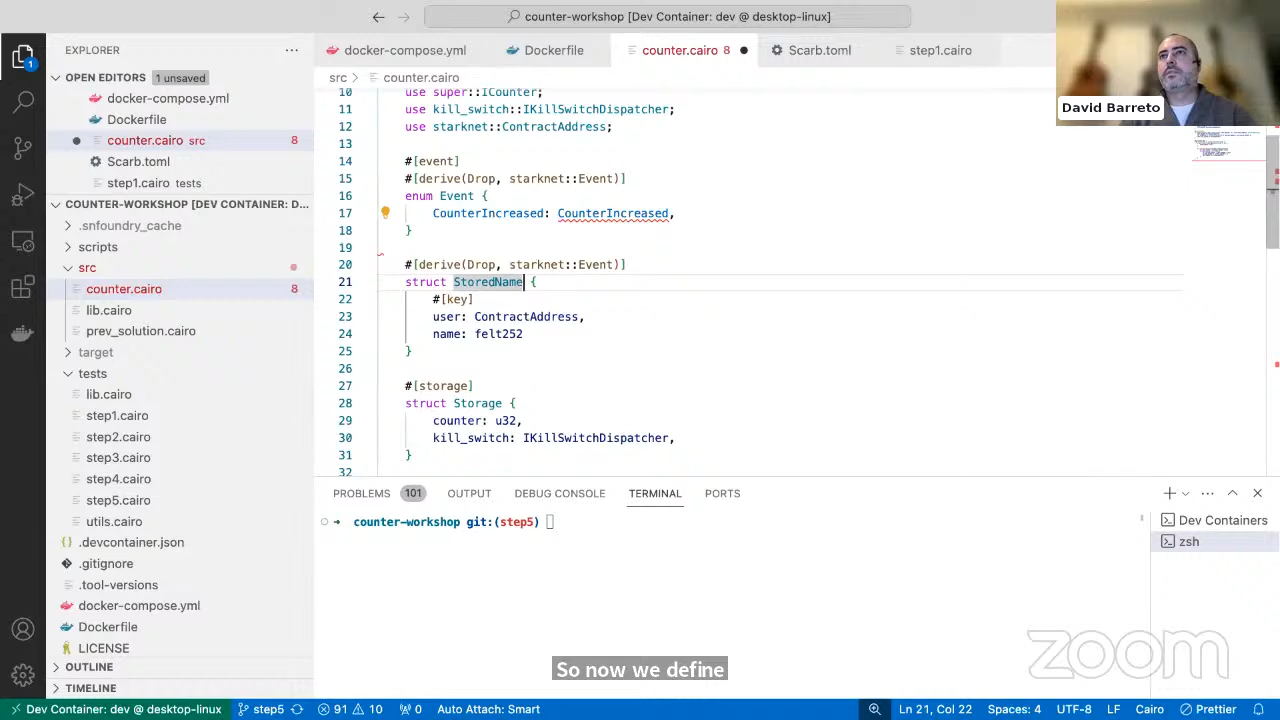 counter-workshop [Dev Container: dev @ desktop-linux]
David Barreto
EXPLORER
OPEN EDITORS 1 unsaved
docker-compose.yml
Dockerfile
counter.cairo src 8
Scarb.toml
step1.cairo tests
COUNTER-WORKSHOP [DEV CONTAINER: D...
.snfoundry_cache
scripts
src
counter.cairo 8
lib.cairo
prev_solution.cairo
target
tests
lib.cairo
step1.cairo
step2.cairo
step3.cairo
step4.cairo
step5.cairo
utils.cairo
.devcontainer.json
.gitignore
.tool-versions
docker-compose.yml
Dockerfile
LICENSE
OUTLINE
TIMELINE
docker-compose.yml Dockerfile counter.cairo 8 Scarb.toml step1.cairo
src > counter.cairo
10 use super::ICounter;
11 use kill_switch::IKillSwitchDispatcher;
12 use starknet::ContractAddress;
13
14 #[event]
15 #[derive(Drop, starknet::Event)]
16 enum Event {
17 CounterIncreased: CounterIncreased,
18 }
19
20 #[derive(Drop, starknet::Event)]
21 struct StoredName {
22 #[key]
23 user: ContractAddress,
24 name: felt252
25 }
26
27 #[storage]
28 struct Storage {
29 counter: u32,
30 kill_switch: IKillSwitchDispatcher,
31 }
32
PROBLEMS 101 OUTPUT DEBUG CONSOLE TERMINAL PORTS
counter-workshop git:(step5)
Dev Containers
zsh
zoom
So now we define
1
Dev Container: dev @ desktop-linux step5 91 10 0 Auto Attach: Smart Ln 21, Col 22 Spaces: 4 UTF-8 LF Cairo Prettier